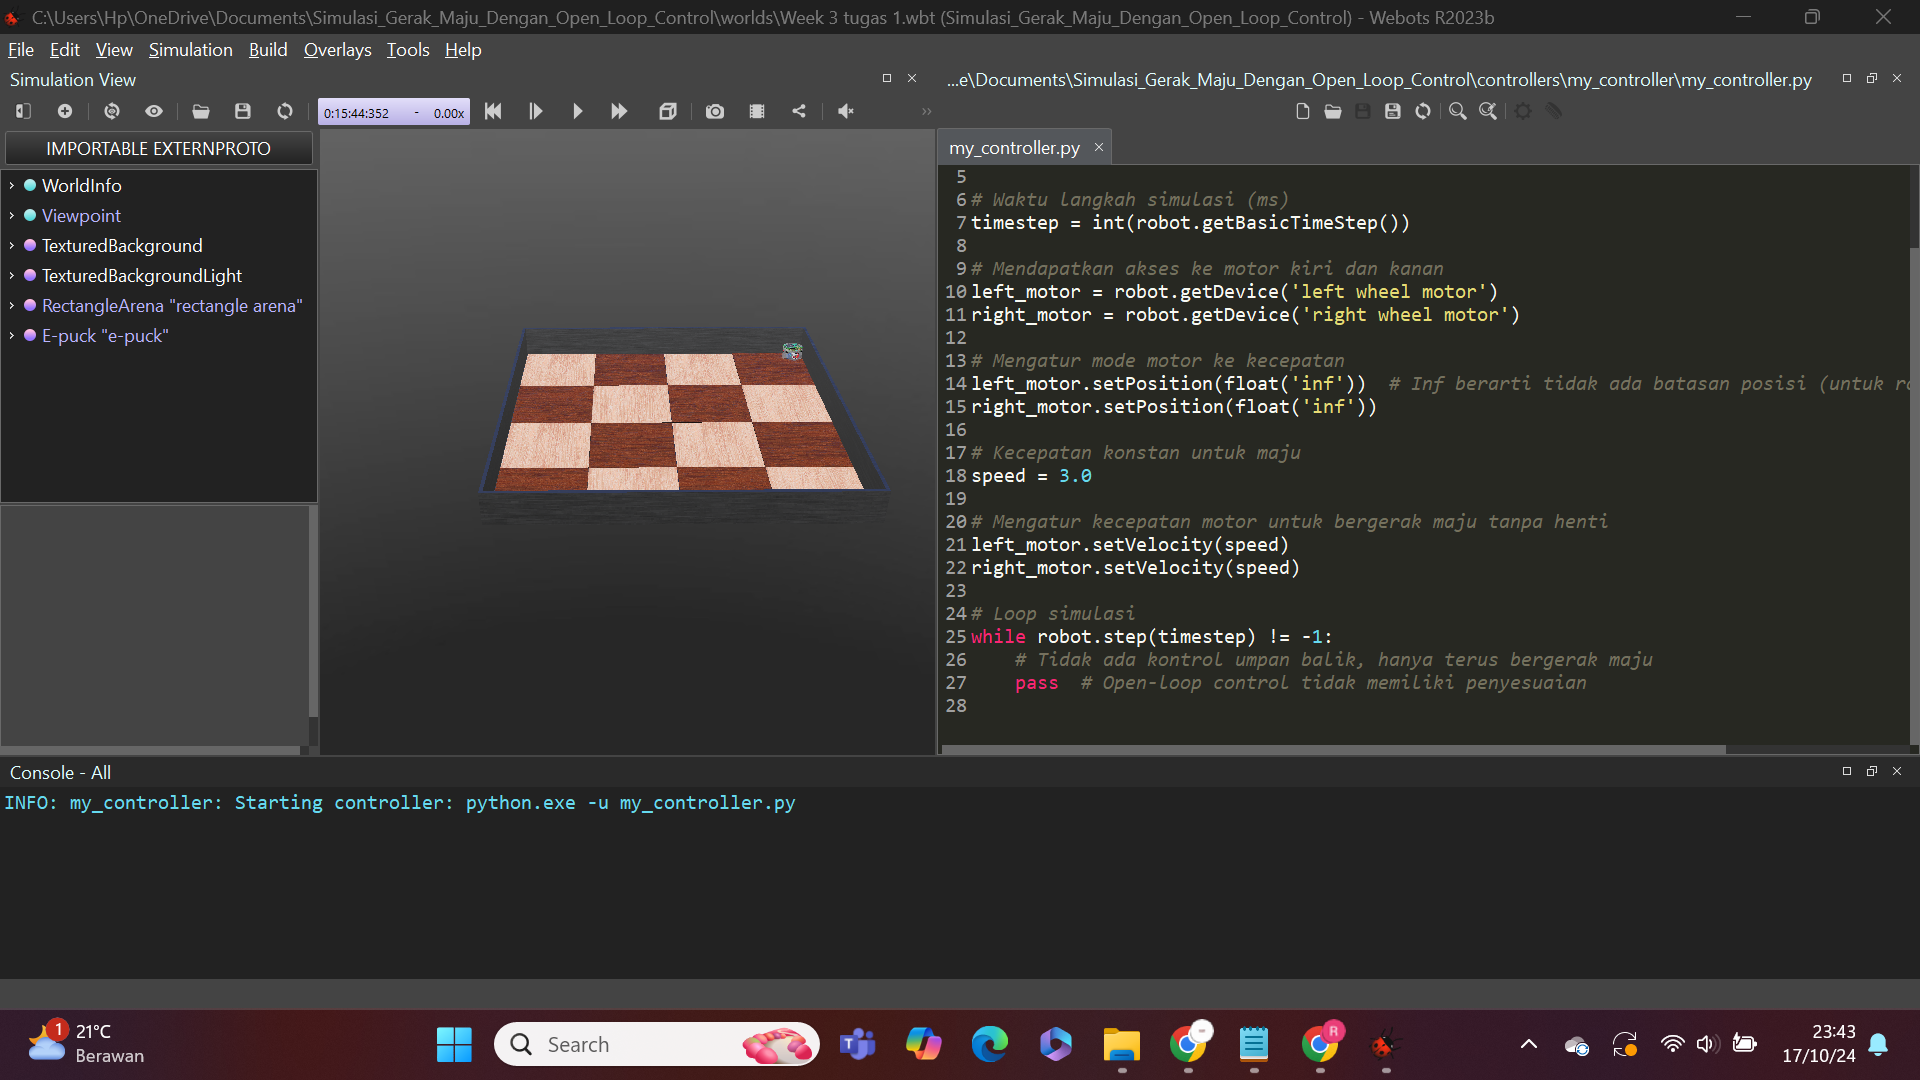 C:\Users\Hp\OneDrive\Documents\Simulasi_Gerak_Maju_Dengan_Open_Loop_Control\worlds\Week 3 tugas 1.wbt (Simulasi_Gerak_Maju_Dengan_Open_Loop_Control) - Webots R2023b
File Edit View Simulation Build Overlays Tools Help
Simulation View
0:15:44:352 - 0.00x
IMPORTABLE EXTERNPROTO
WorldInfo
Viewpoint
TexturedBackground
TexturedBackgroundLight
RectangleArena "rectangle arena"
E-puck "e-puck"
...e\Documents\Simulasi_Gerak_Maju_Dengan_Open_Loop_Control\controllers\my_controller\my_controller.py
my_controller.py
5
6 # Waktu langkah simulasi (ms)
7 timestep = int(robot.getBasicTimeStep())
8
9 # Mendapatkan akses ke motor kiri dan kanan
10 left_motor = robot.getDevice('left wheel motor')
11 right_motor = robot.getDevice('right wheel motor')
12
13 # Mengatur mode motor ke kecepatan
14 left_motor.setPosition(float('inf'))  # Inf berarti tidak ada batasan posisi (untuk
15 right_motor.setPosition(float('inf'))
16
17 # Kecepatan konstan untuk maju
18 speed = 3.0
19
20 # Mengatur kecepatan motor untuk bergerak maju tanpa henti
21 left_motor.setVelocity(speed)
22 right_motor.setVelocity(speed)
23
24 # Loop simulasi
25 while robot.step(timestep) != -1:
26     # Tidak ada kontrol umpan balik, hanya terus bergerak maju
27     pass  # Open-loop control tidak memiliki penyesuaian
28
Console - All
INFO: my_controller: Starting controller: python.exe -u my_controller.py
1
21°C
Berawan
Search
T
R
23:43
17/10/24